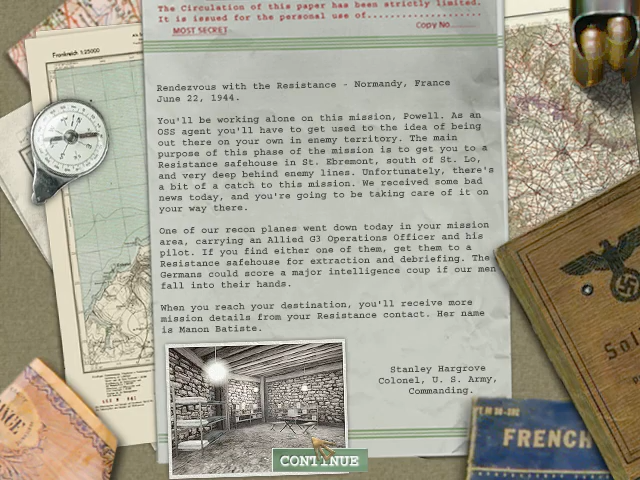 The Circulation of this paper has been strictly limited.
It is issued for the personal use of..................
MOST SECRET
Copy No.
Frankreich 1:25000
Rendezvous with the Resistance - Normandy, France
June 22, 1944.
You'll be working alone on this mission, Powell. As an
OSS agent you'll have to get used to the idea of being
out there on your own in enemy territory. The main
purpose of this phase of the mission is to get you to a
Resistance safehouse in St. Ebremont, south of St. Lo,
and very deep behind enemy lines. Unfortunately, there's
a bit of a catch to this mission. We received some bad
news today, and you're going to be taking care of it on
your way there.
One of our recon planes went down today in your mission
area, carrying an Allied G3 Operations Officer and his
pilot. If you find either one of them, get them to a
Resistance safehouse for extraction and debriefing. The
Germans could score a major intelligence coup if our men
fall into their hands.
When you reach your destination, you'll receive more
mission details from your Resistance contact. Her name
is Manon Batiste.
Stanley Hargrove
Colonel, U. S. Army,
Commanding.
FRENCH
CONTINUE